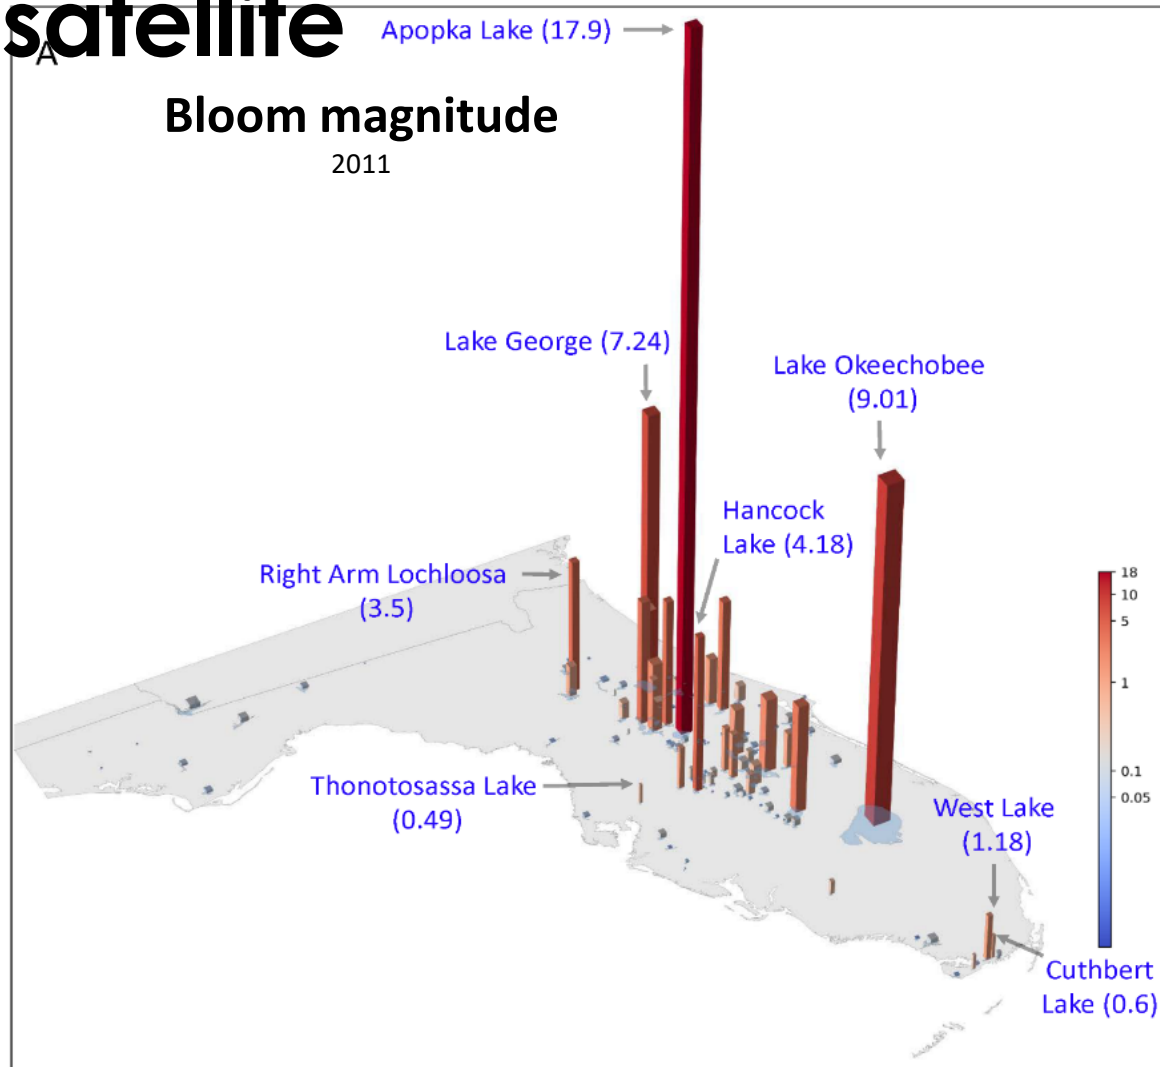 satellite
A
Bloom magnitude
2011
Apopka Lake (17.9)
Lake George (7.24)
Lake Okeechobee
(9.01)
Hancock
Lake (4.18)
Right Arm Lochloosa
(3.5)
Thonotosassa Lake
(0.49)
West Lake
(1.18)
Cuthbert
Lake (0.6)
18
10
5
1
0.1
0.05